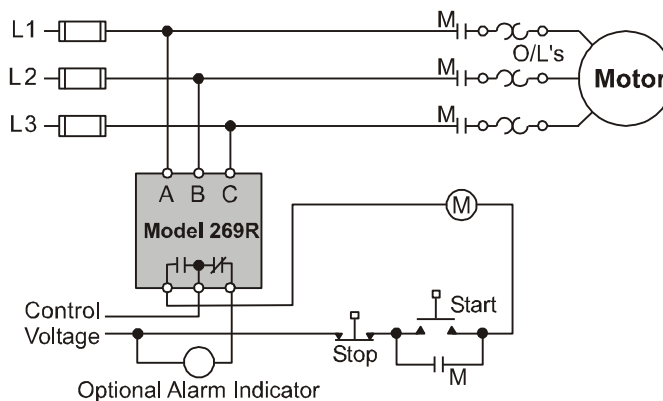 L1
M
O/L's
L2
M
Motor
L3
M
A B C
Model 269R
M
Control
Voltage
Start
Stop
M
Optional Alarm Indicator